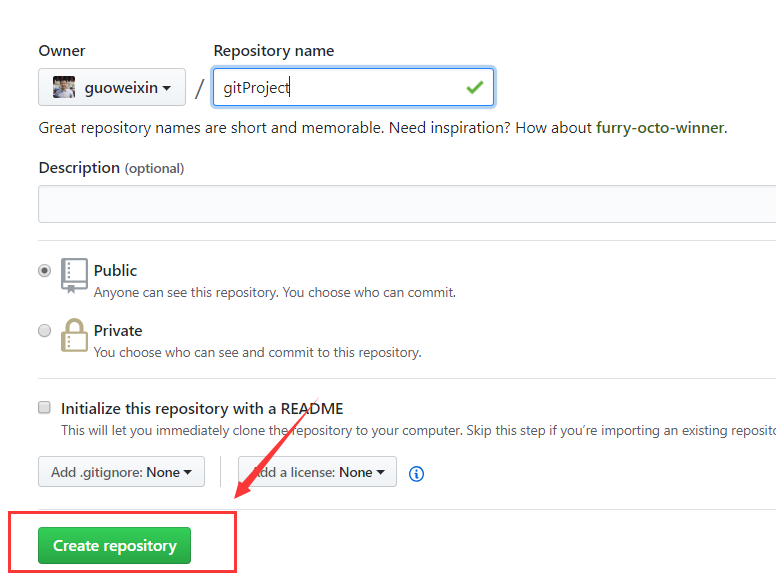 Owner Repository name
guoweixin / gitProject
Great repository names are short and memorable. Need inspiration? How about furry-octo-winner.
Description (optional)
Public
Anyone can see this repository. You choose who can commit.
Private
You choose who can see and commit to this repository.
Initialize this repository with a README
This will let you immediately clone the repository to your computer. Skip this step if you're importing an existing reposito
Add .gitignore: None Add a license: None
Create repository